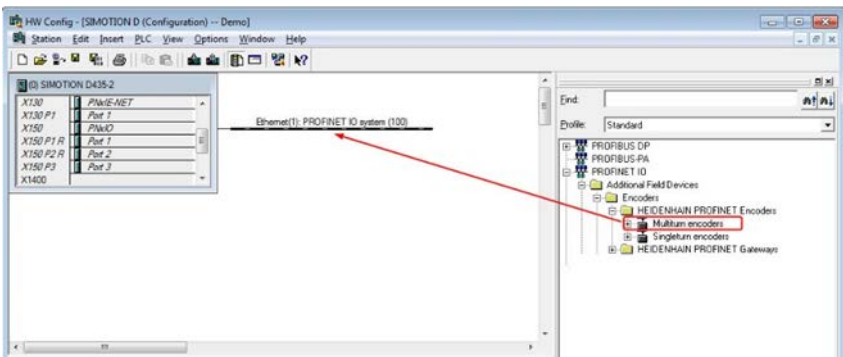 HW Config - [SIMOTION D (Configuration) -- Demo]
Station Edit Insert PLC View Options Window Help
(0) SIMOTION D435-2
X130 PNxIE-NET
X130 P1 Port 1
X150 PNxIO
X150 P1 R Port 1
X150 P2 R Port 2
X150 P3 Port 3
X1400
Ethernet(1): PROFINET IO system (100)
Find:
Profile: Standard
PROFIBUS DP
PROFIBUS-PA
PROFINET IO
Additional Field Devices
Encoders
HEIDENHAIN PROFINET Encoders
Multiturn encoders
Singleturn encoders
HEIDENHAIN PROFINET Gateways